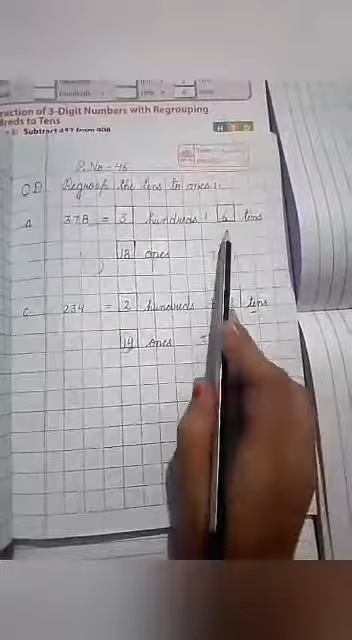 raction of 3-Digit Numbers with Regrouping
dreds to Tens
Subtract 452 from 908
H T O
P. No - 46
Q D Regroup the tens to ones :.
a 378 = 3 hundreds 6 tens
18 ones
c. 234 = 2 hundreds 2 tens
14 ones